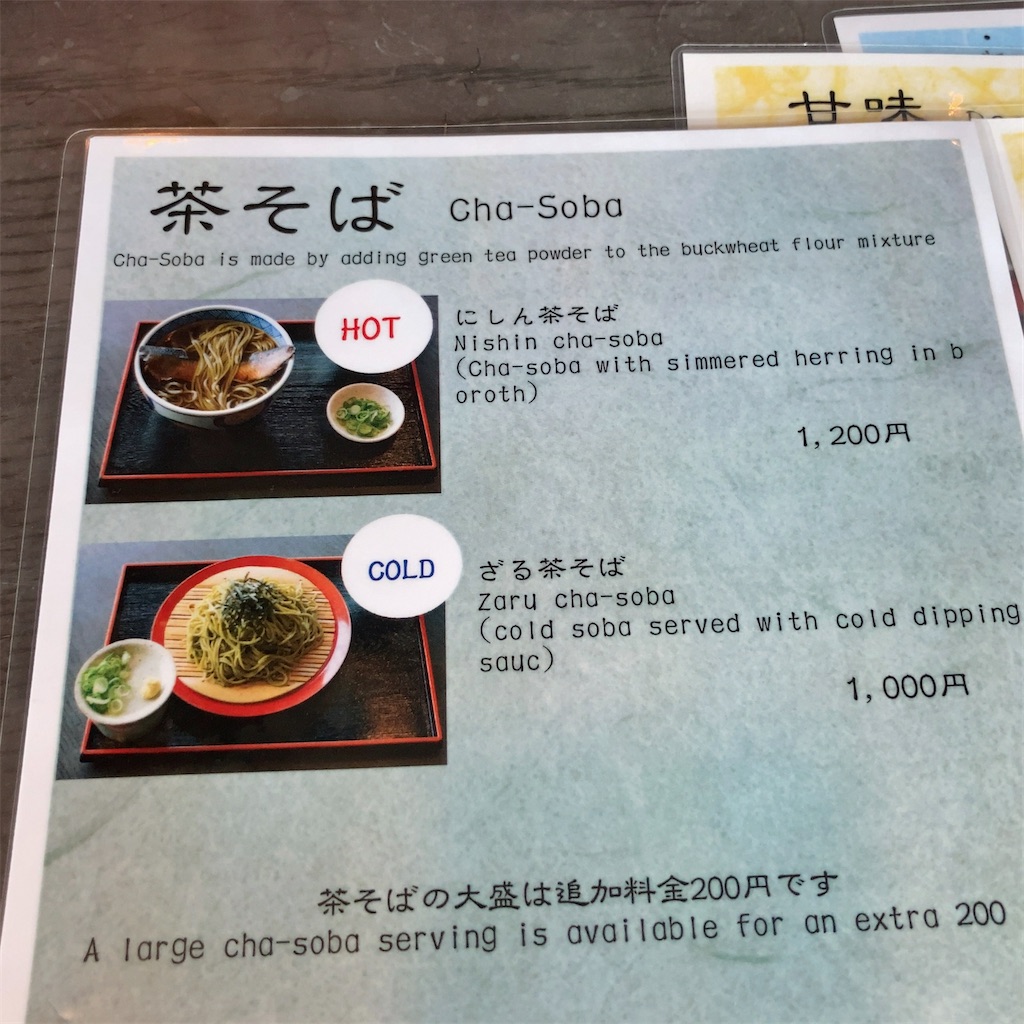 甘味
茶そば Cha-Soba
Cha-Soba is made by adding green tea powder to the buckwheat flour mixture
HOT
にしん茶そば
Nishin cha-soba
(Cha-soba with simmered herring in b
oroth)
1,200円
COLD
ざる茶そば
Zaru cha-soba
(cold soba served with cold dipping
sauc)
1,000円
茶そばの大盛は追加料金200円です
A large cha-soba serving is available for an extra 200